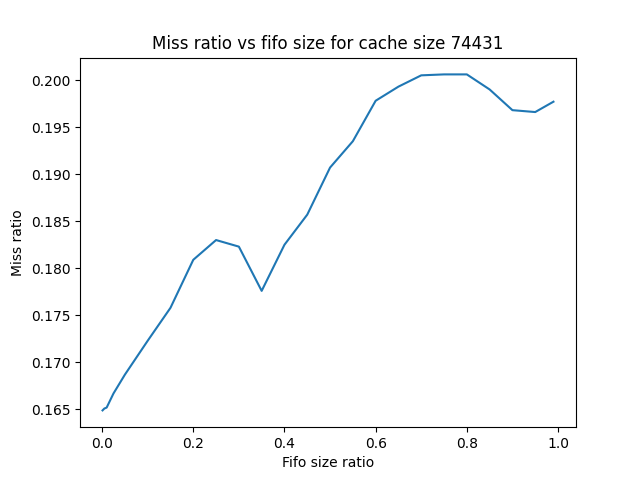 Miss ratio vs fifo size for cache size 74431
0.200
0.195
0.190
0.185
0.180
0.175
0.170
0.165
Miss ratio
0.0 0.2 0.4 0.6 0.8 1.0
Fifo size ratio